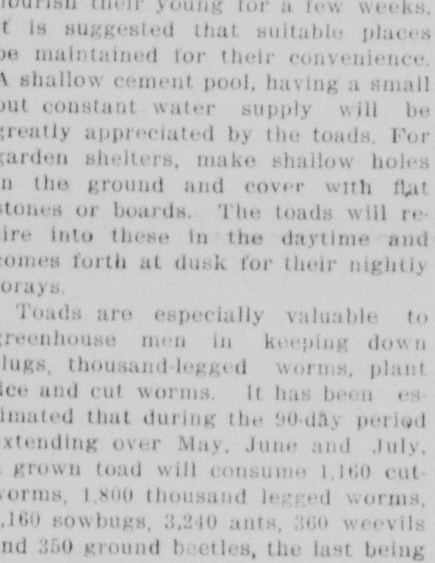 nourish their young for a few weeks.
t is suggested that suitable places
be maintained for their convenience.
A shallow cement pool, having a small
but constant water supply will be
greatly appreciated by the toads. For
garden shelters, make shallow holes
n the ground and cover with flat
stones or boards. The toads will re-
ire into these in the daytime and
comes forth at dusk for their nightly
orays.
Toads are especially valuable to
greenhouse men in keeping down
lugs, thousand-legged worms, plant
ice and cut worms. It has been es-
imated that during the 90-day period
extending over May, June and July,
a grown toad will consume 1,160 cut-
worms, 1,800 thousand legged worms,
,160 sowbugs, 3,240 ants, 360 weevils
nd 350 ground beetles, the last being